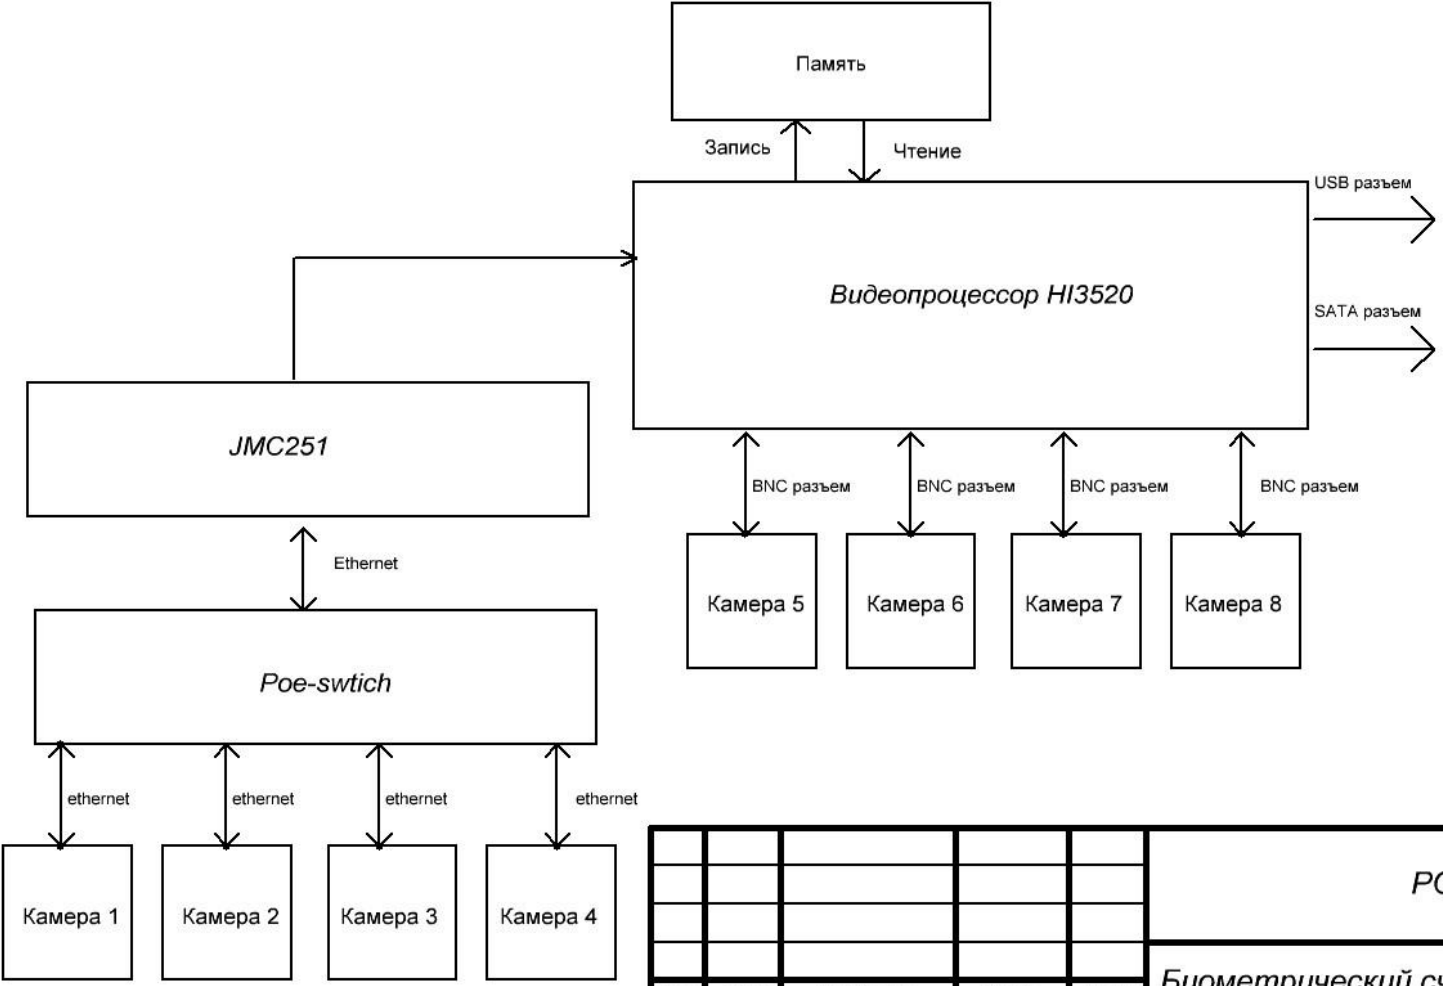 Память
Запись
Чтение
USB разъем
Видеопроцессор HI3520
SATA разъем
JMC251
BNC разъем
BNC разъем
BNC разъем
BNC разъем
Ethernet
Камера 5
Камера 6
Камера 7
Камера 8
Poe-swtich
ethernet
ethernet
ethernet
ethernet
Камера 1
Камера 2
Камера 3
Камера 4
Биометрический